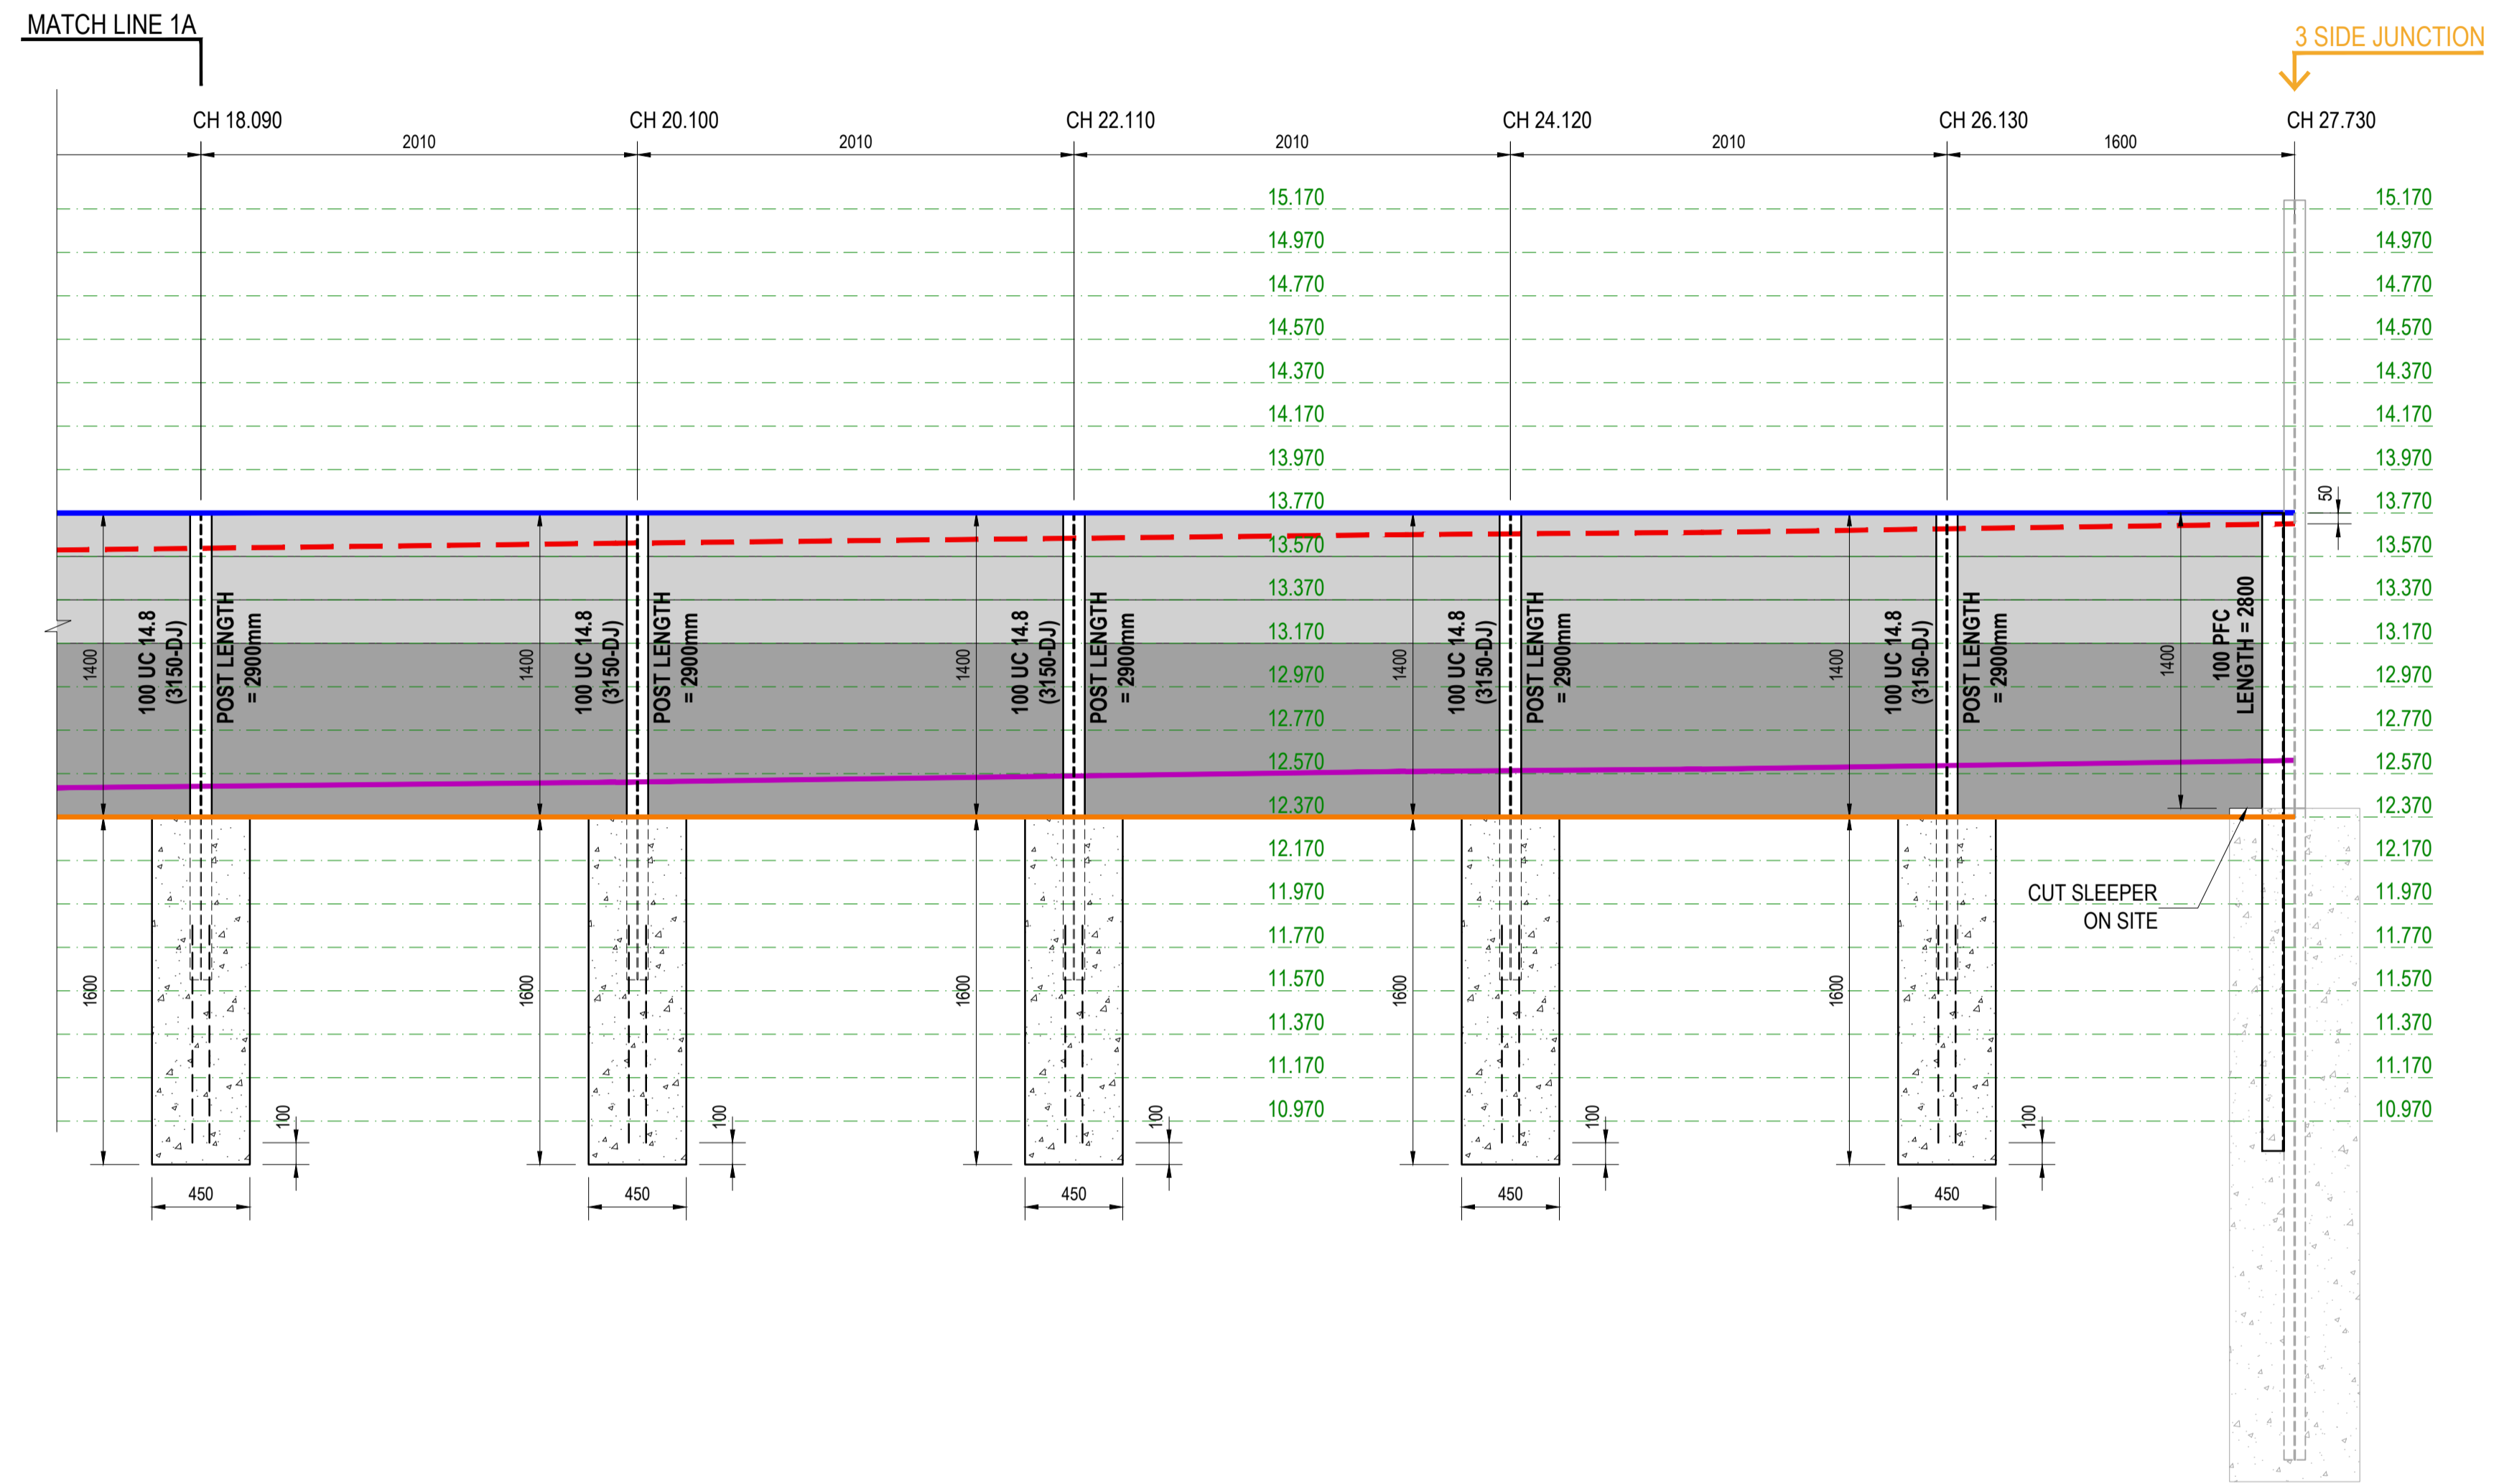 MATCH LINE 1A
3 SIDE JUNCTION
CH 18.090
CH 20.100
CH 22.110
CH 24.120
CH 26.130
CH 27.730
2010
2010
2010
2010
1600
15.170
15.170
14.970
14.970
14.770
14.770
14.570
14.570
14.370
14.370
14.170
14.170
13.970
13.970
13.770
13.770
50
13.570
13.570
13.370
13.370
13.170
13.170
12.970
12.970
12.770
12.770
12.570
12.570
12.370
12.370
12.170
12.170
11.970
11.970
11.770
11.770
11.570
11.570
11.370
11.370
11.170
11.170
10.970
10.970
1400
100 UC 14.8
(3150-DJ)
POST LENGTH
= 2900mm
1400
100 UC 14.8
(3150-DJ)
POST LENGTH
= 2900mm
1400
100 UC 14.8
(3150-DJ)
POST LENGTH
= 2900mm
1400
100 UC 14.8
(3150-DJ)
POST LENGTH
= 2900mm
1400
100 UC 14.8
(3150-DJ)
POST LENGTH
= 2900mm
1400
100 PFC
LENGTH = 2800
CUT SLEEPER
ON SITE
1600
1600
1600
1600
1600
100
100
100
100
100
450
450
450
450
450